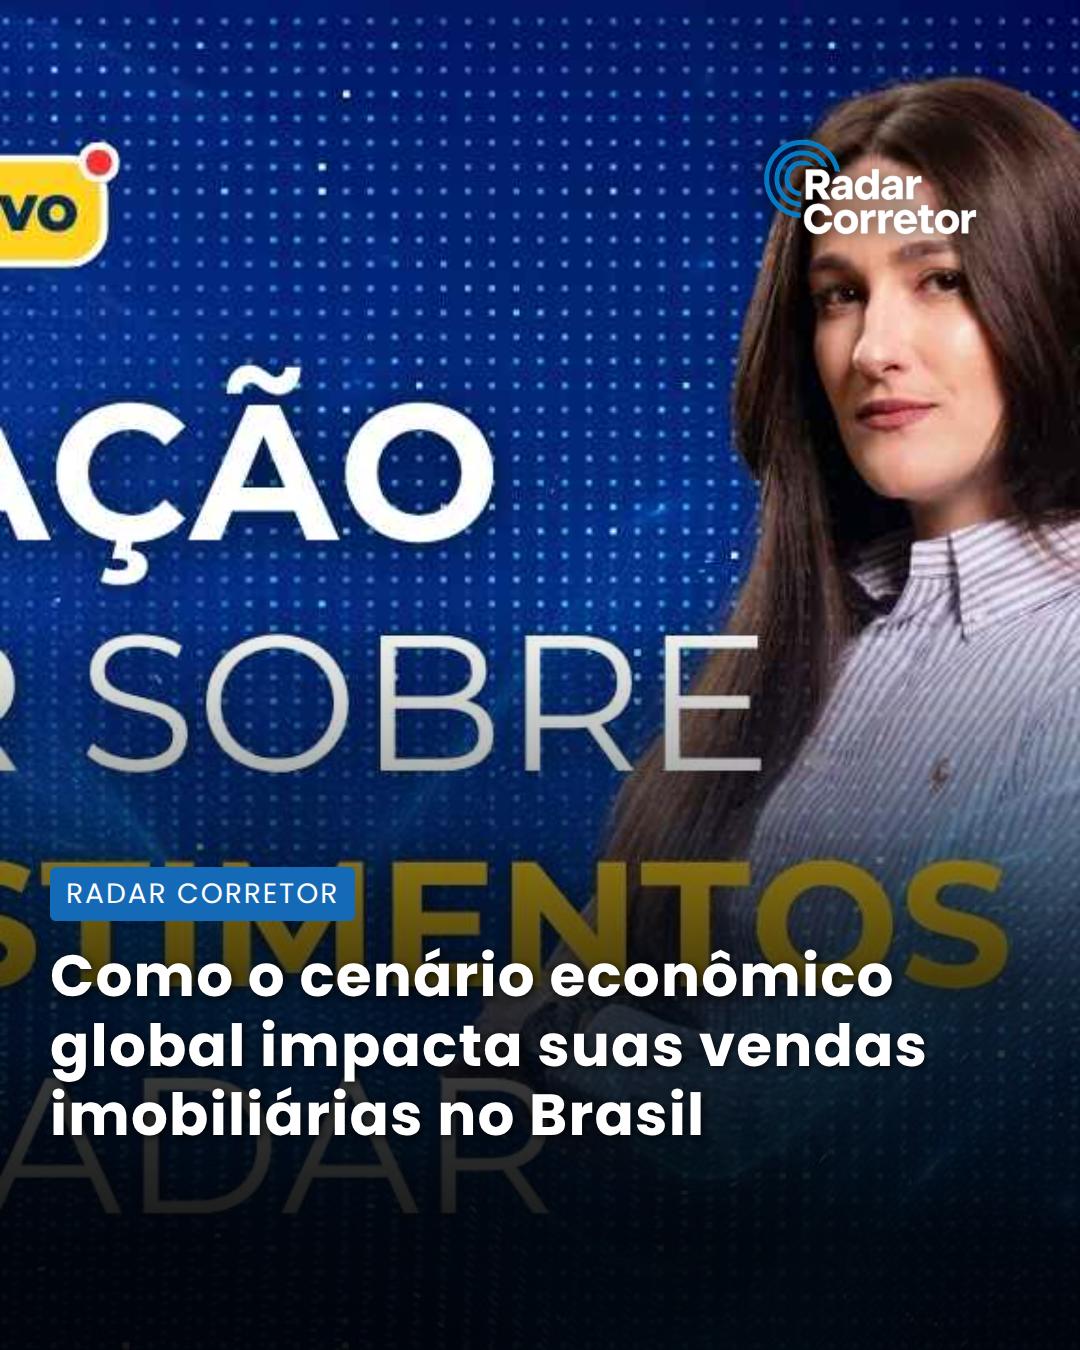 VO
Radar
Corretor
AÇÃO
R SOBRE
STIMENTOS
RADAR CORRETOR
Como o cenário econômico
global impacta suas vendas
imobiliárias no Brasil
ADAR